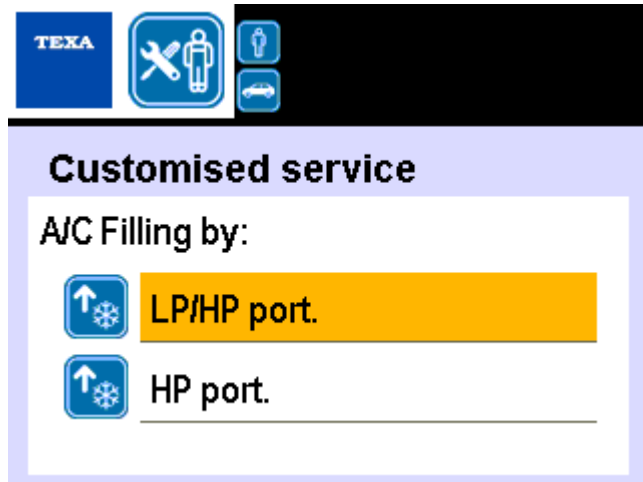 TEXA
Customised service
A/C Filling by:
LP/HP port.
HP port.